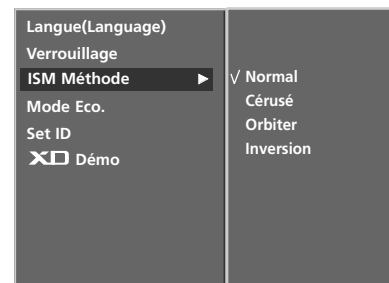 Langue(Language)
Verrouillage
ISM Méthode
Mode Eco.
Set ID
XD Démo
√ Normal
Cérusé
Orbiter
Inversion